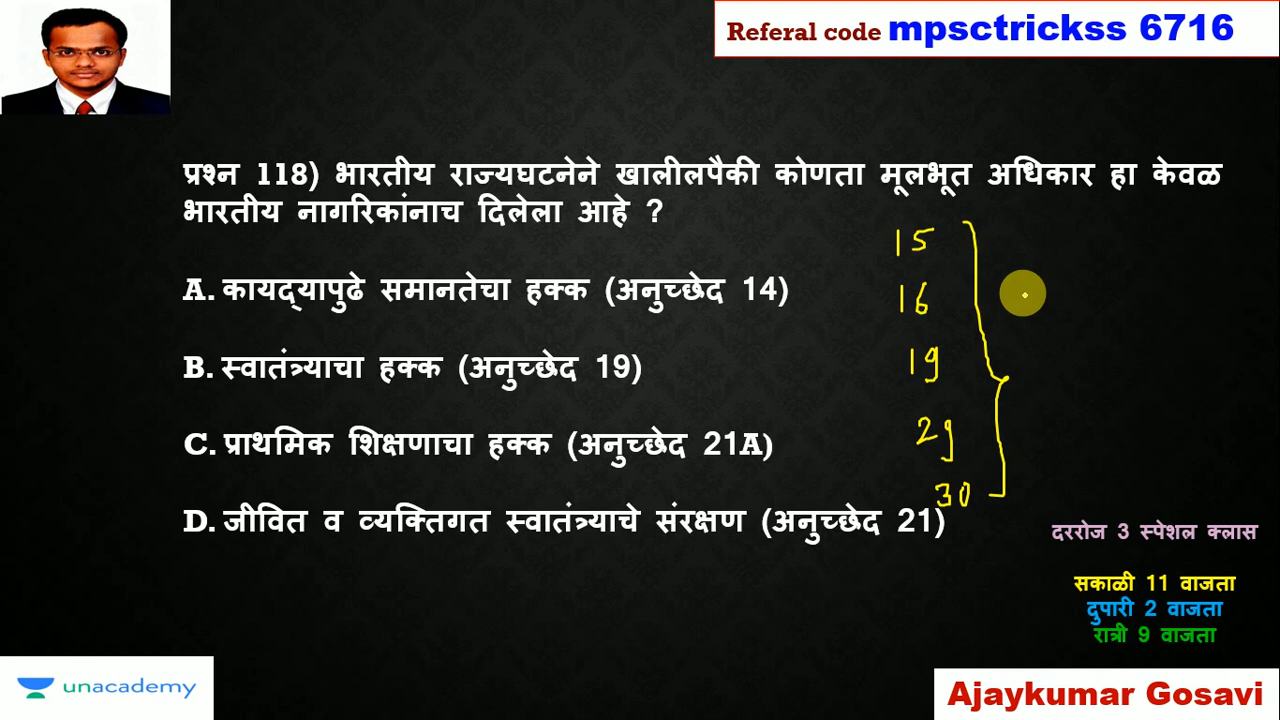 Referal code mpsctrickss 6716
प्रश्न 118) भारतीय राज्यघटनेने खालीलपैकी कोणता मूलभूत अधिकार हा केवळ
भारतीय नागरिकांनाच दिलेला आहे ?
15
A. कायद्यापुढे समानतेचा हक्क (अनुच्छेद 14)
16
B. स्वातंत्र्याचा हक्क (अनुच्छेद 19)
19
C. प्राथमिक शिक्षणाचा हक्क (अनुच्छेद 21A)
29
30
D. जीवित व व्यक्तिगत स्वातंत्र्याचे संरक्षण (अनुच्छेद 21)
दररोज 3 स्पेशल क्लास
सकाळी 11 वाजता
दुपारी 2 वाजता
रात्री 9 वाजता
unacademy
Ajaykumar Gosavi